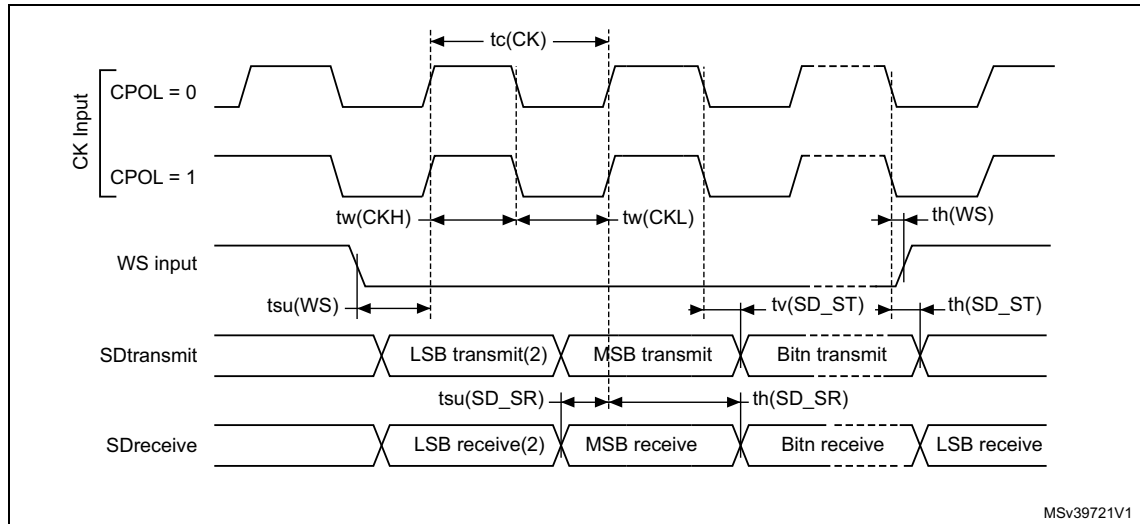 tc(CK)
CK Input
CPOL = 0
CPOL = 1
tw(CKH)
tw(CKL)
th(WS)
WS input
tsu(WS)
tv(SD_ST)
th(SD_ST)
SDtransmit
LSB transmit(2)
MSB transmit
Bitn transmit
tsu(SD_SR)
th(SD_SR)
SDreceive
LSB receive(2)
MSB receive
Bitn receive
LSB receive
MSv39721V1